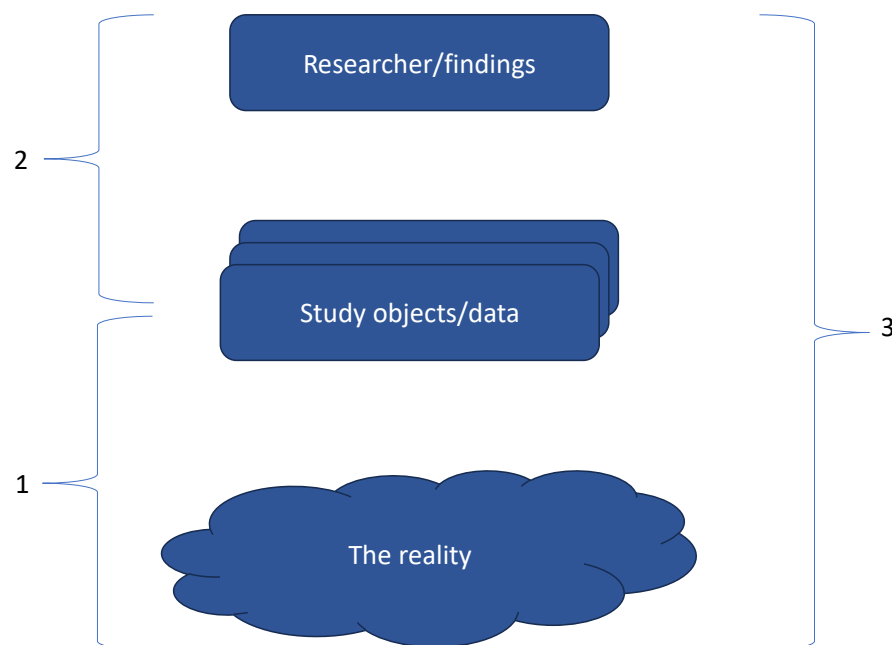 Researcher/findings
2
Study objects/data
3
1
The reality